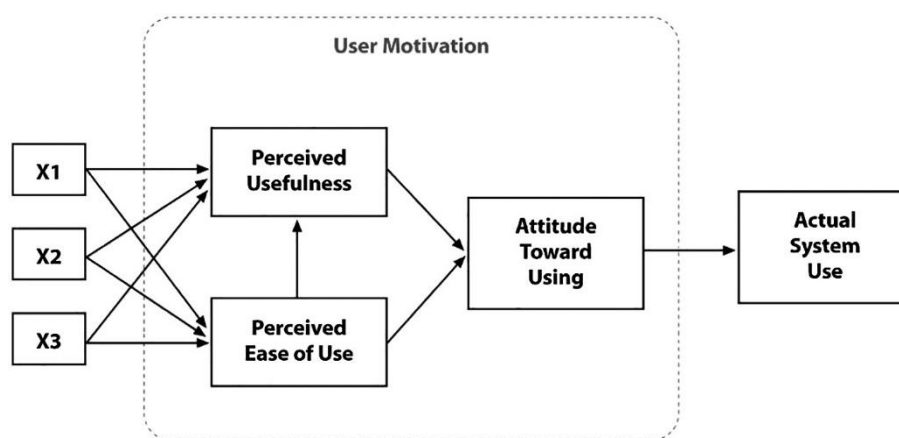 User Motivation
X1
X2
X3
Perceived
Usefulness
Perceived
Ease of Use
Attitude
Toward
Using
Actual
System
Use